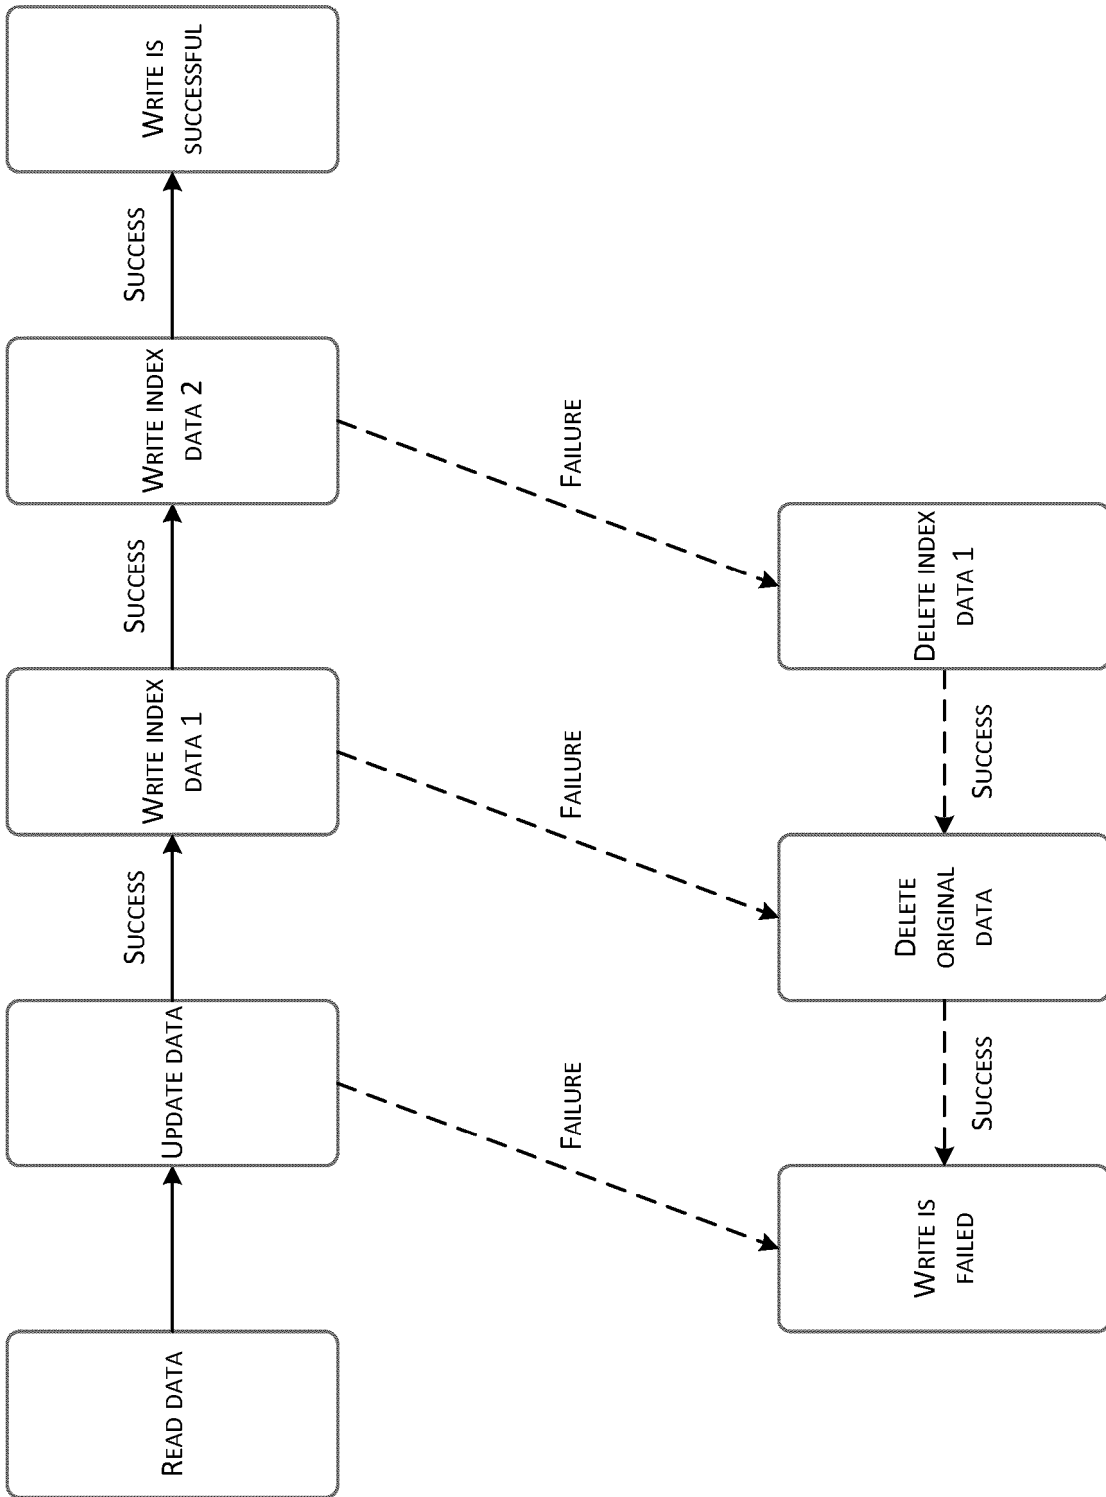 READ DATA
UPDATE DATA
SUCCESS
WRITE INDEX
DATA 1
SUCCESS
WRITE INDEX
DATA 2
SUCCESS
WRITE IS
SUCCESSFUL
FAILURE
FAILURE
FAILURE
WRITE IS
FAILED
SUCCESS
DELETE
ORIGINAL
DATA
SUCCESS
DELETE INDEX
DATA 1